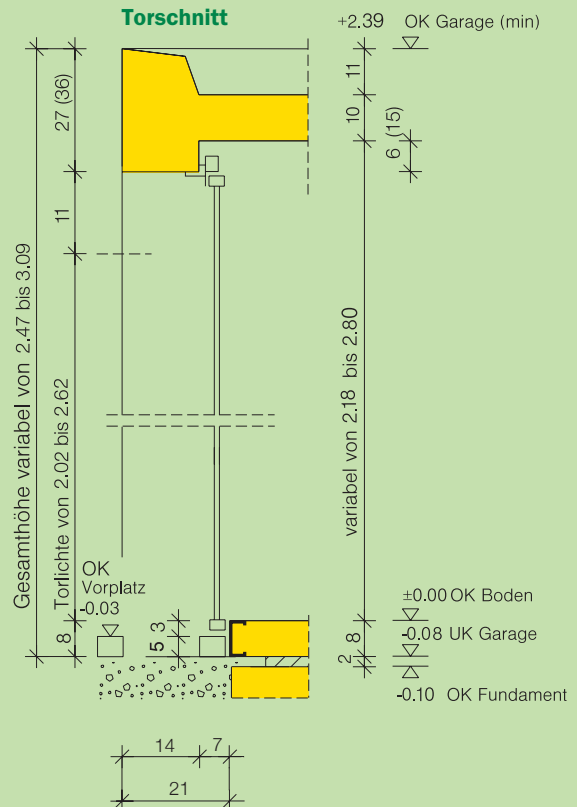 Torschnitt
+2.39 OK Garage (min)
27 (36)
11
10
6 (15)
11
Gesamthöhe variabel von 2.47 bis 3.09
Torlichte von 2.02 bis 2.62
variabel von 2.18 bis 2.80
OK
Vorplatz
-0.03
±0.00 OK Boden
8
3
5
8
-0.08 UK Garage
2
-0.10 OK Fundament
14
7
21